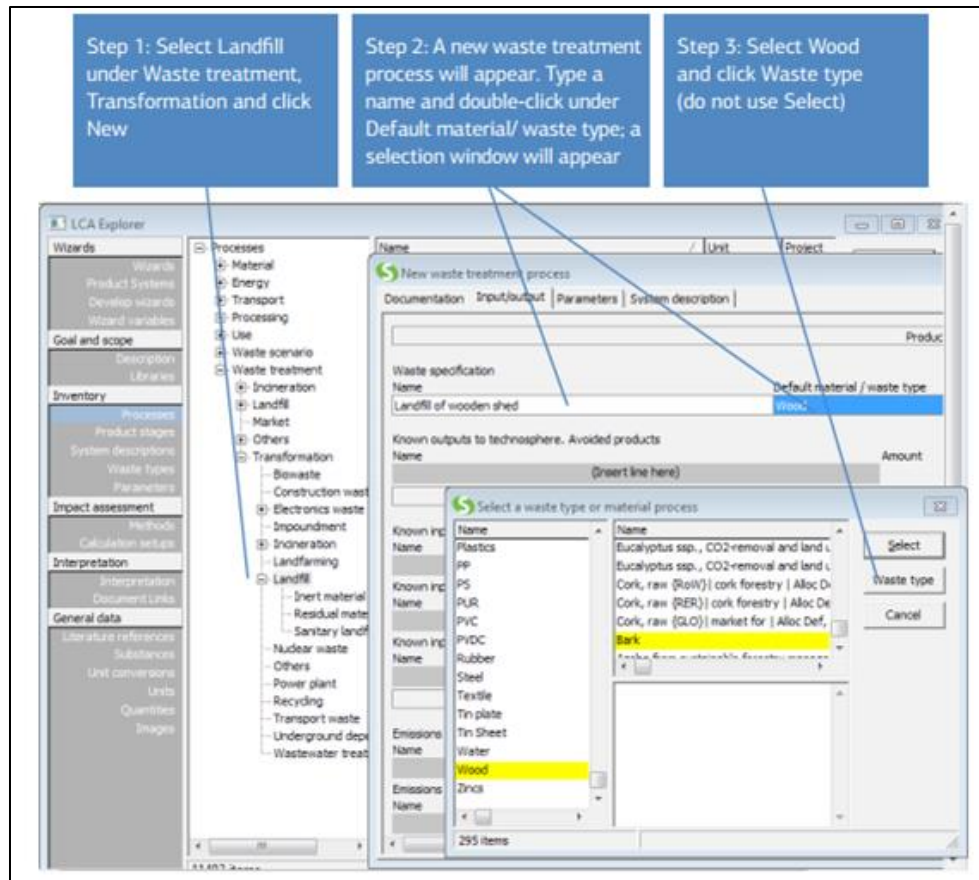 Step 1: Select Landfill
under Waste treatment,
Transformation and click
New
Step 2: A new waste treatment
process will appear. Type a
name and double-click under
Default material/ waste type; a
selection window will appear
Step 3: Select Wood
and click Waste type
(do not use Select)
LCA Explorer
Wizards
Wizards
Product Systems
Develop wizards
Wizard variables
Goal and scope
Description
Libraries
Inventory
Processes
Product stages
System descriptions
Waste types
Parameters
Impact assessment
Methods
Calculation setups
Interpretation
Interpretation
Document Links
General data
Literature references
Substances
Unit conversions
Units
Quantities
Images
Processes
Material
Energy
Transport
Processing
Use
Waste scenario
Waste treatment
Incineration
Landfill
Market
Others
Transformation
Biowaste
Construction wast
Electronics waste
Impoundment
Incineration
Landfarming
Landfill
Inert material
Residual mate
Sanitary landf
Nuclear waste
Others
Power plant
Recycling
Transport waste
Underground depo
Wastewater treat
Name / Unit Project
New waste treatment process
Documentation Input/output Parameters System description
Produc
Waste specification
Name Default material / waste type
Landfill of wooden shed Wood
Known outputs to technosphere. Avoided products
Name Amount
(Insert line here)
Known inp
Name
Known inp
Name
Known inp
Name
Emissions
Name
Emissions
Name
Select a waste type or material process
Name
Plastics
PP
PS
PUR
PVC
PVDC
Rubber
Steel
Textile
Tin plate
Tin Sheet
Water
Wood
Zincs
Name
Eucalyptus ssp., CO2-removal and land u
Eucalyptus ssp., CO2-removal and land u
Cork, raw {RoW}| cork forestry | Alloc De
Cork, raw {RER}| cork forestry | Alloc De
Cork, raw {GLO}| market for | Alloc Def,
Bark
Select
Waste type
Cancel
295 items